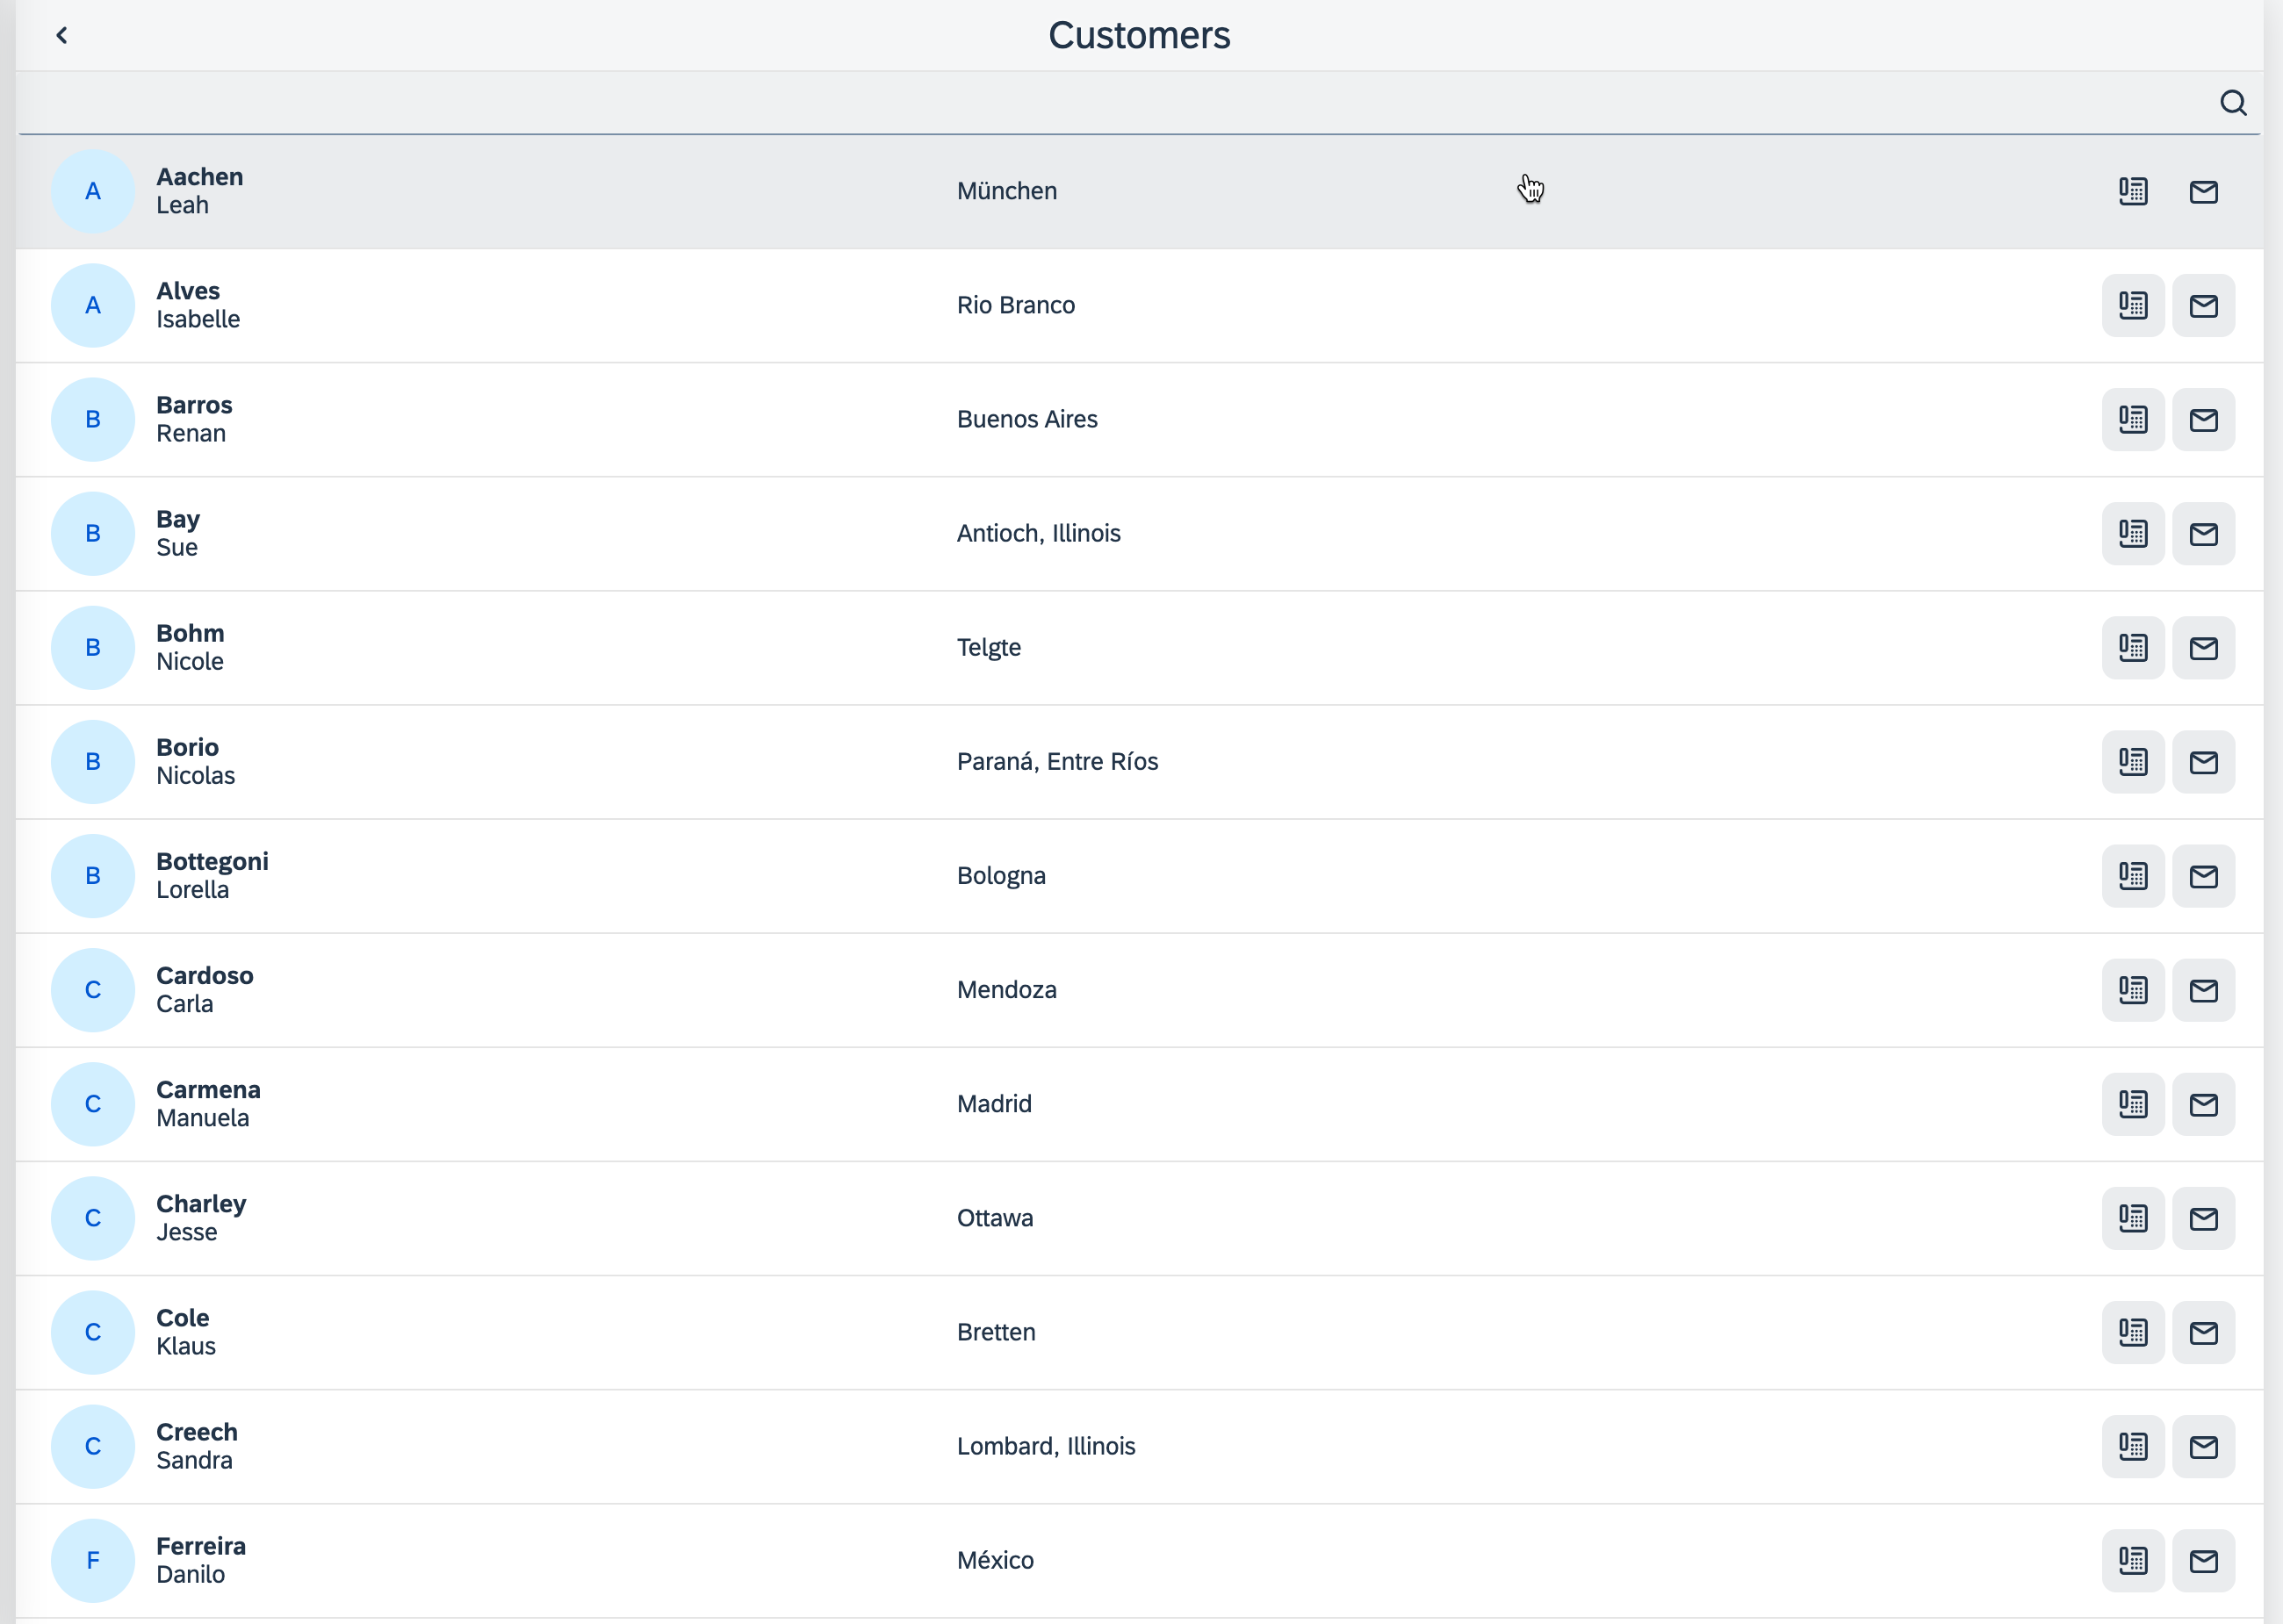 Customers
A
Aachen
Leah
München
A
Alves
Isabelle
Rio Branco
B
Barros
Renan
Buenos Aires
B
Bay
Sue
Antioch, Illinois
B
Bohm
Nicole
Telgte
B
Borio
Nicolas
Paraná, Entre Ríos
B
Bottegoni
Lorella
Bologna
C
Cardoso
Carla
Mendoza
C
Carmena
Manuela
Madrid
C
Charley
Jesse
Ottawa
C
Cole
Klaus
Bretten
C
Creech
Sandra
Lombard, Illinois
F
Ferreira
Danilo
México